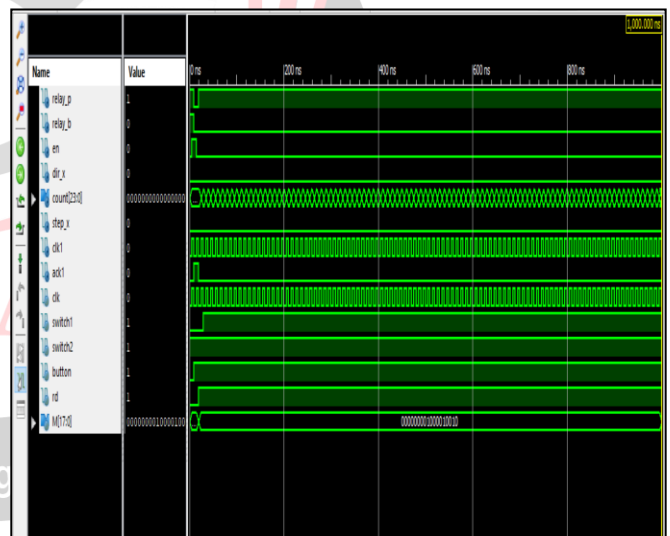 1,000.000 ns
Name Value 0 ns 200 ns 400 ns 600 ns 800 ns
relay_p 1
relay_b 0
en 0
dir_x 0
count[23:0] 0000000000000000
step_x 0
clk1 0
ack1 0
clk 0
switch1 1
switch2 1
button 1
rd 1
M[17:0] 0000000010000100 000000001000010010